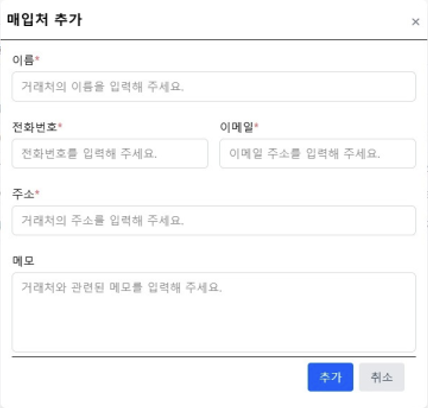 매입처 추가
×
이름*
거래처의 이름을 입력해 주세요.
전화번호* 이메일*
전화번호를 입력해 주세요. 이메일 주소를 입력해 주세요.
주소*
거래처의 주소를 입력해 주세요.
메모
거래처와 관련된 메모를 입력해 주세요.
추가 취소